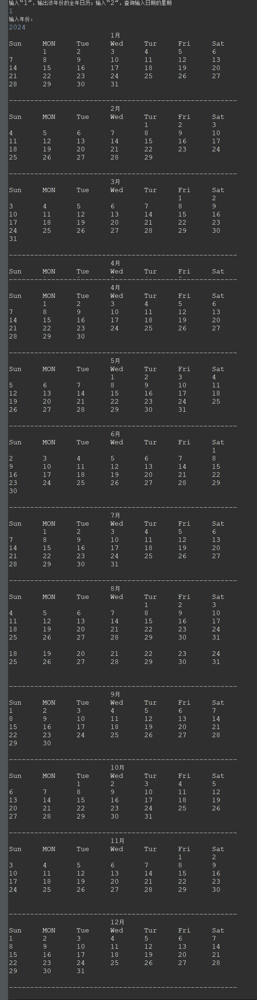 输入“1”，输出该年份的全年日历；输入“2”，查询输入日期的星期
1
输入年份：
2024
1月
Sun MON Tue Wed Tur Fri Sat
1 2 3 4 5 6
7 8 9 10 11 12 13
14 15 16 17 18 19 20
21 22 23 24 25 26 27
28 29 30 31
------------------------------------------------------
2月
Sun MON Tue Wed Tur Fri Sat
1 2 3
4 5 6 7 8 9 10
11 12 13 14 15 16 17
18 19 20 21 22 23 24
25 26 27 28 29
------------------------------------------------------
3月
Sun MON Tue Wed Tur Fri Sat
1 2
3 4 5 6 7 8 9
10 11 12 13 14 15 16
17 18 19 20 21 22 23
24 25 26 27 28 29 30
31
------------------------------------------------------
4月
Sun MON Tue Wed Tur Fri Sat
------------------------------------------------------
4月
Sun MON Tue Wed Tur Fri Sat
1 2 3 4 5 6
7 8 9 10 11 12 13
14 15 16 17 18 19 20
21 22 23 24 25 26 27
28 29 30
------------------------------------------------------
5月
Sun MON Tue Wed Tur Fri Sat
1 2 3 4
5 6 7 8 9 10 11
12 13 14 15 16 17 18
19 20 21 22 23 24 25
26 27 28 29 30 31
------------------------------------------------------
6月
Sun MON Tue Wed Tur Fri Sat
1
2 3 4 5 6 7 8
9 10 11 12 13 14 15
16 17 18 19 20 21 22
23 24 25 26 27 28 29
30
------------------------------------------------------
7月
Sun MON Tue Wed Tur Fri Sat
1 2 3 4 5 6
7 8 9 10 11 12 13
14 15 16 17 18 19 20
21 22 23 24 25 26 27
28 29 30 31
------------------------------------------------------
8月
Sun MON Tue Wed Tur Fri Sat
1 2 3
4 5 6 7 8 9 10
11 12 13 14 15 16 17
18 19 20 21 22 23 24
25 26 27 28 29 30 31
18 19 20 21 22 23 24
25 26 27 28 29 30 31
------------------------------------------------------
9月
Sun MON Tue Wed Tur Fri Sat
1 2 3 4 5 6 7
8 9 10 11 12 13 14
15 16 17 18 19 20 21
22 23 24 25 26 27 28
29 30
------------------------------------------------------
10月
Sun MON Tue Wed Tur Fri Sat
1 2 3 4 5
6 7 8 9 10 11 12
13 14 15 16 17 18 19
20 21 22 23 24 25 26
27 28 29 30 31
------------------------------------------------------
11月
Sun MON Tue Wed Tur Fri Sat
1 2
3 4 5 6 7 8 9
10 11 12 13 14 15 16
17 18 19 20 21 22 23
24 25 26 27 28 29 30
------------------------------------------------------
12月
Sun MON Tue Wed Tur Fri Sat
1 2 3 4 5 6 7
8 9 10 11 12 13 14
15 16 17 18 19 20 21
22 23 24 25 26 27 28
29 30 31
------------------------------------------------------